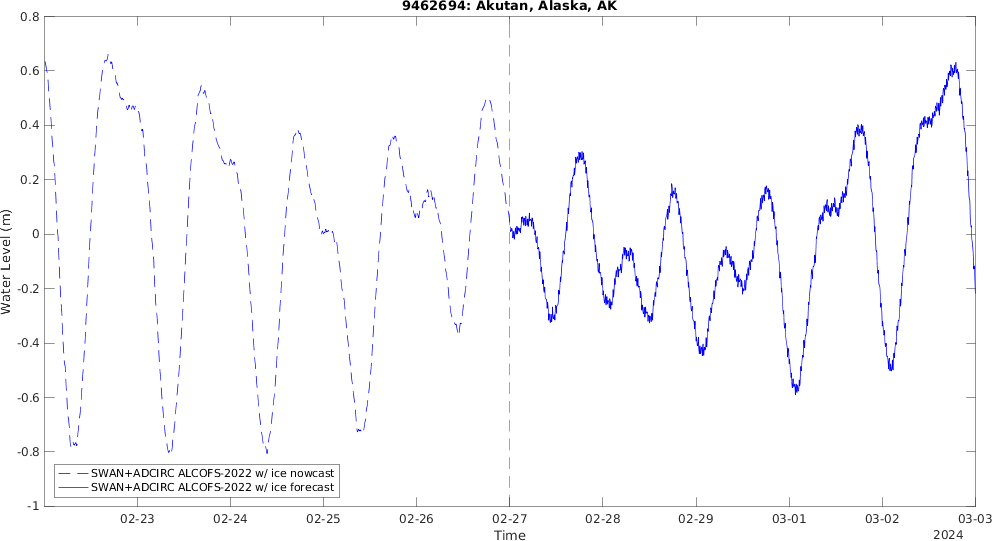 9462694: Akutan, Alaska, AK
0.8
0.6
0.4
0.2
0
-0.2
-0.4
-0.6
-0.8
-1
Water Level (m)
SWAN+ADCIRC ALCOFS-2022 w/ ice nowcast
SWAN+ADCIRC ALCOFS-2022 w/ ice forecast
02-23 02-24 02-25 02-26 02-27 02-28 02-29 03-01 03-02 03-03
Time
2024